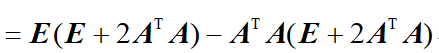 = E(E + 2AᵀA) − AᵀA(E + 2AᵀA)